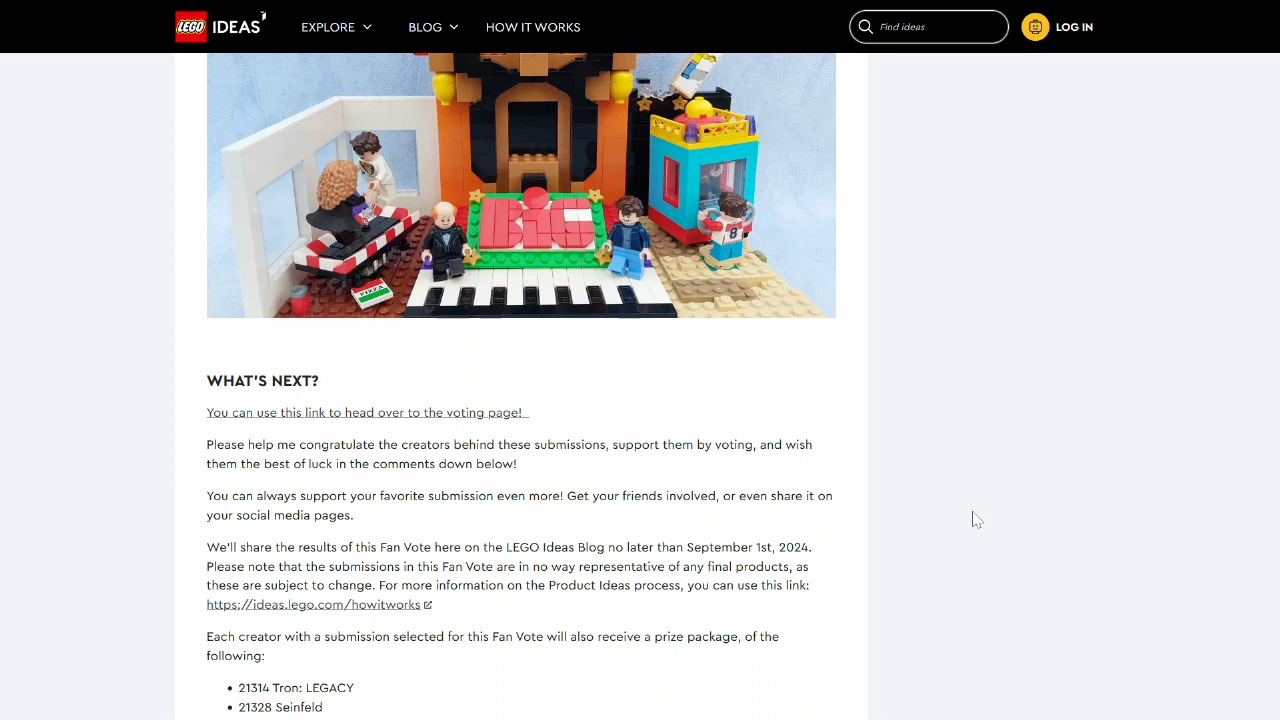 LEGO IDEAS
EXPLORE
BLOG
HOW IT WORKS
Find ideas
LOG IN
8
BIG
PIZZA
WHAT'S NEXT?
You can use this link to head over to the voting page!
Please help me congratulate the creators behind these submissions, support them by voting, and wish
them the best of luck in the comments down below!
You can always support your favorite submission even more! Get your friends involved, or even share it on
your social media pages.
We'll share the results of this Fan Vote here on the LEGO Ideas Blog no later than September 1st, 2024.
Please note that the submissions in this Fan Vote are in no way representative of any final products, as
these are subject to change. For more information on the Product Ideas process, you can use this link:
https://ideas.lego.com/howitworks
Each creator with a submission selected for this Fan Vote will also receive a prize package, of the
following:
• 21314 Tron: LEGACY
• 21328 Seinfeld